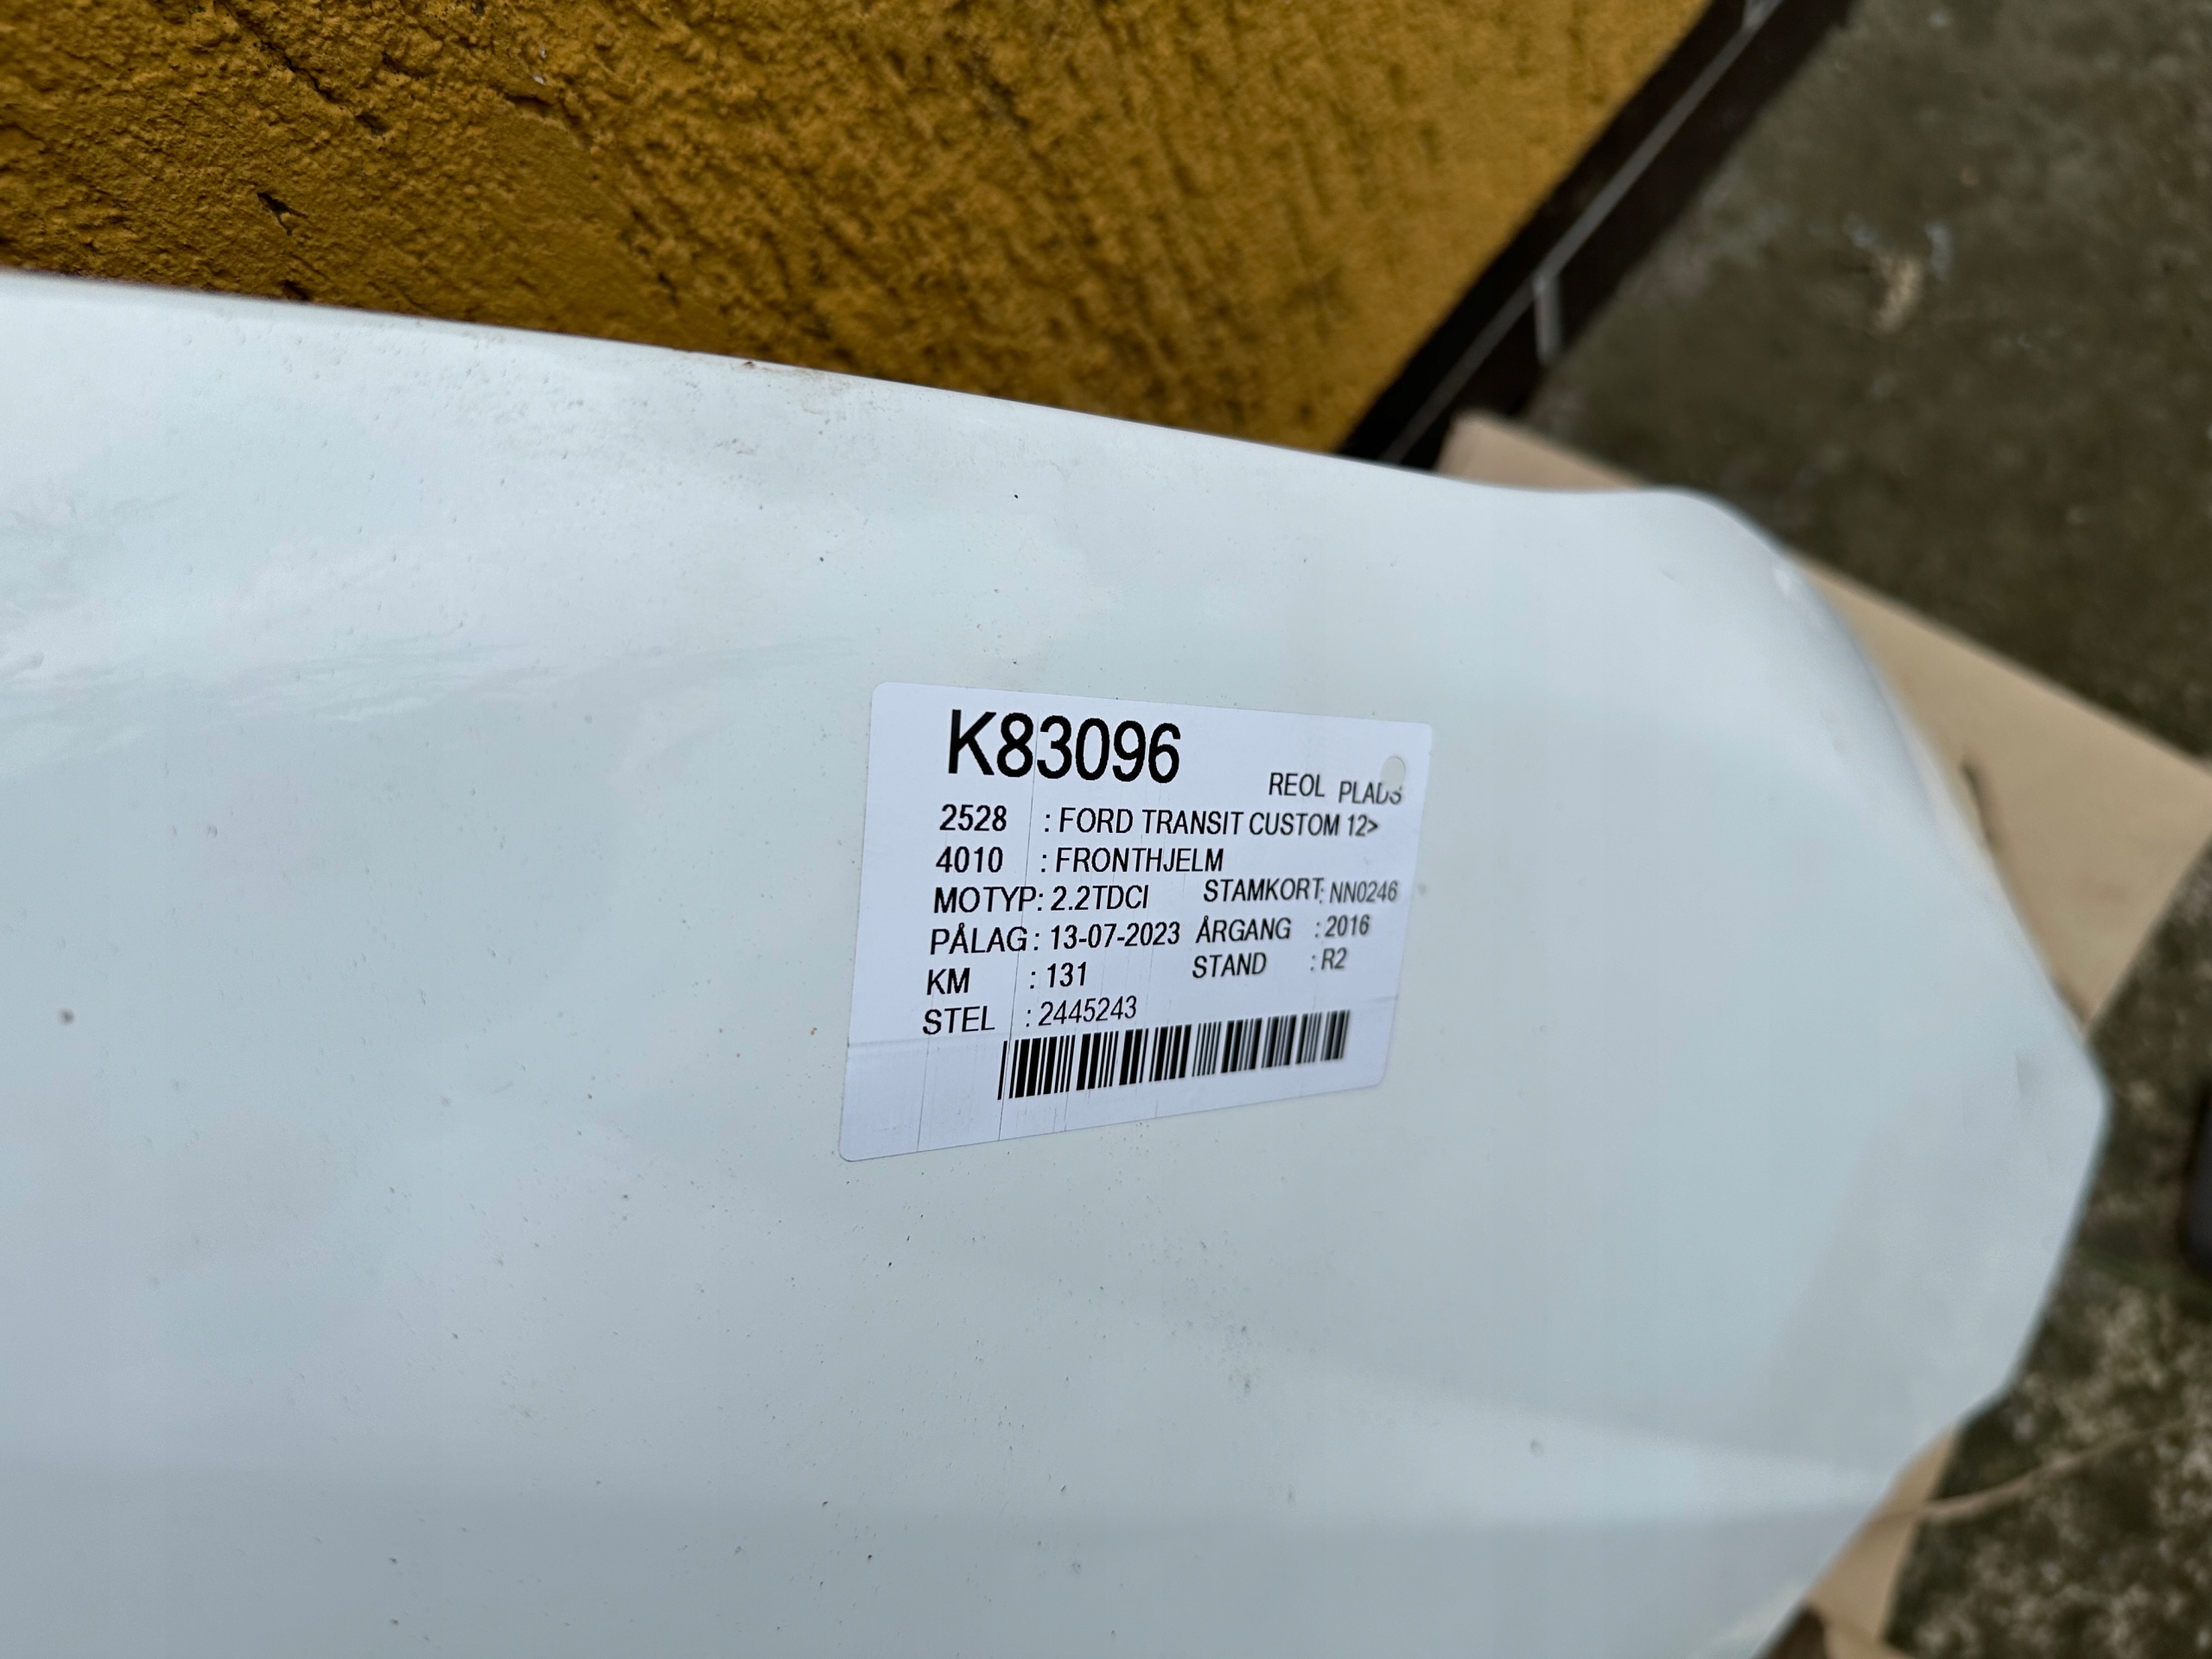 K83096
REOL PLADS
2528 : FORD TRANSIT CUSTOM 12>
4010 : FRONTHJELM
MOTYP: 2.2TDCI STAMKORT: NN0246
PÅLAG: 13-07-2023 ÅRGANG : 2016
KM : 131 STAND : R2
STEL : 2445243